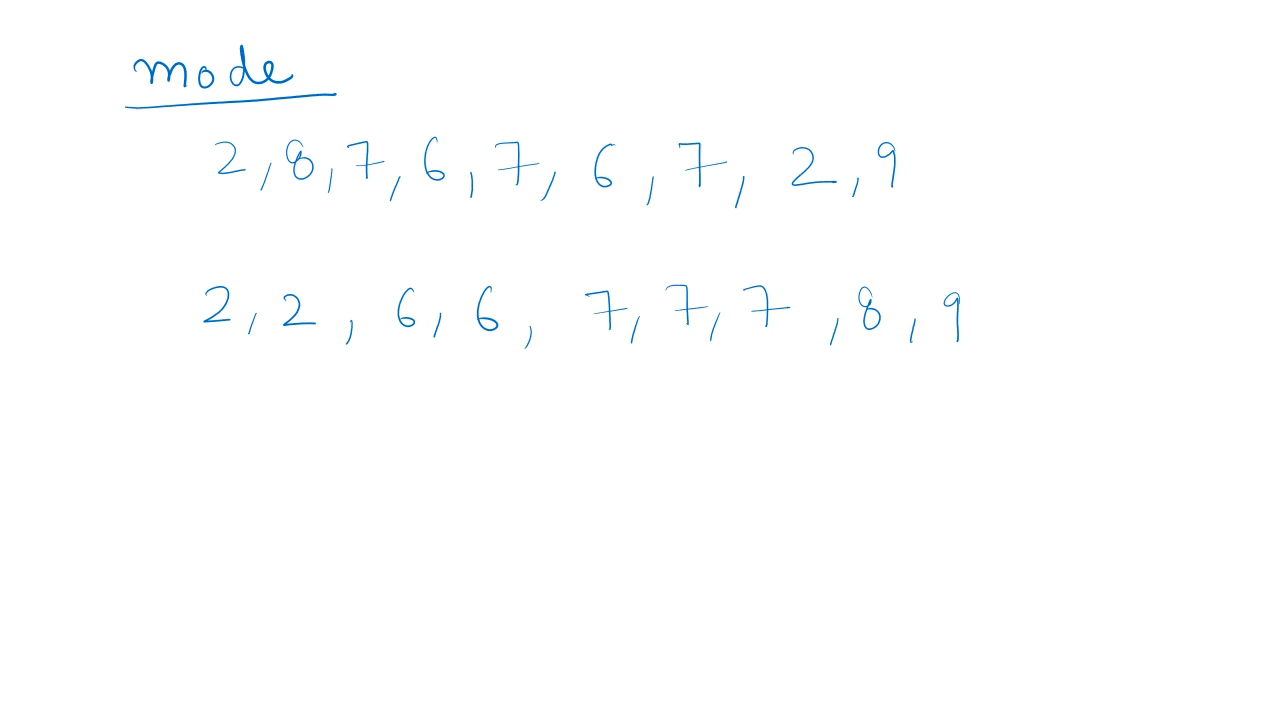 mode
2, 8, 7, 6, 7, 6, 7, 2, 9
2, 2, 6, 6, 7, 7, 7, 8, 9